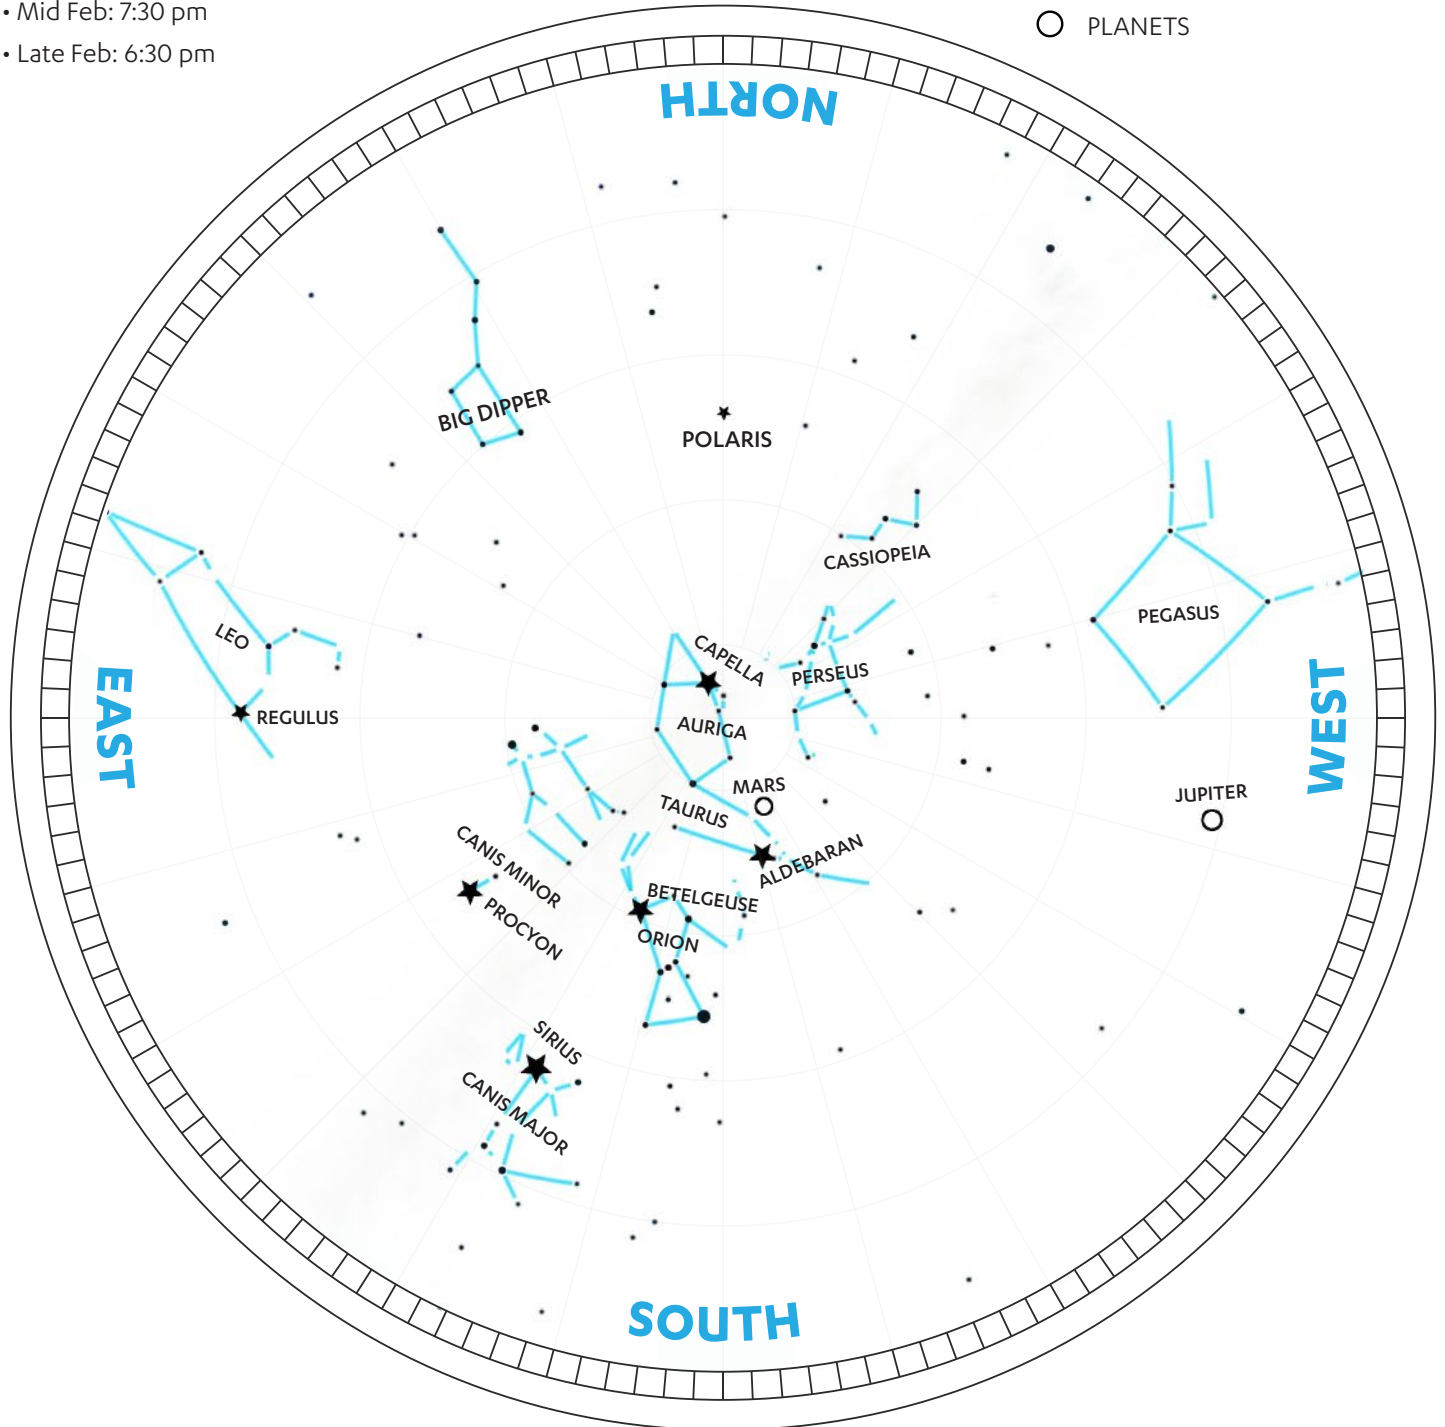 • Mid Feb: 7:30 pm
• Late Feb: 6:30 pm
PLANETS
NORTH
BIG DIPPER
POLARIS
CASSIOPEIA
PEGASUS
LEO
CAPELLA
PERSEUS
EAST
REGULUS
AURIGA
WEST
MARS
JUPITER
TAURUS
ALDEBARAN
CANIS MINOR
BETELGEUSE
PROCYON
ORION
SIRIUS
CANIS MAJOR
SOUTH